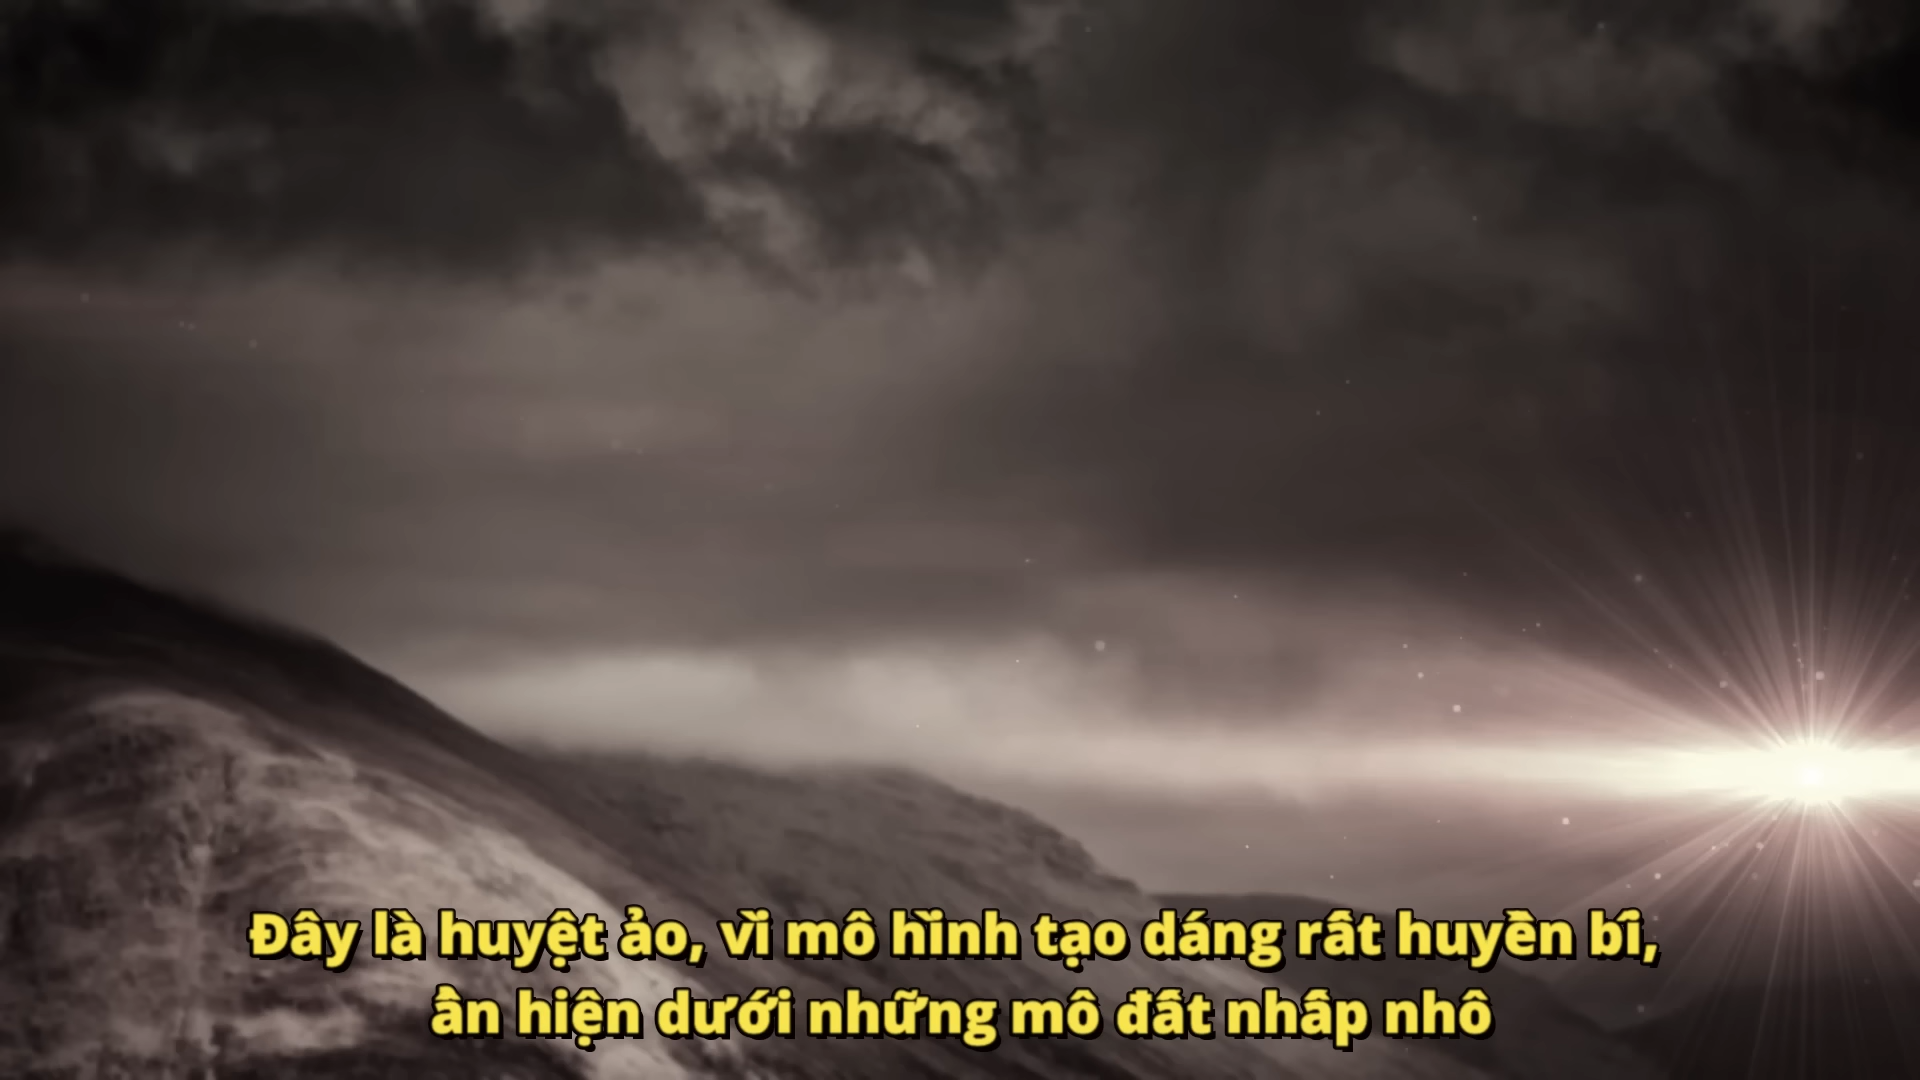 Đây là huyệt ảo, vì mô hình tạo dáng rất huyền bí,
ẩn hiện dưới những mô đất nhấp nhô